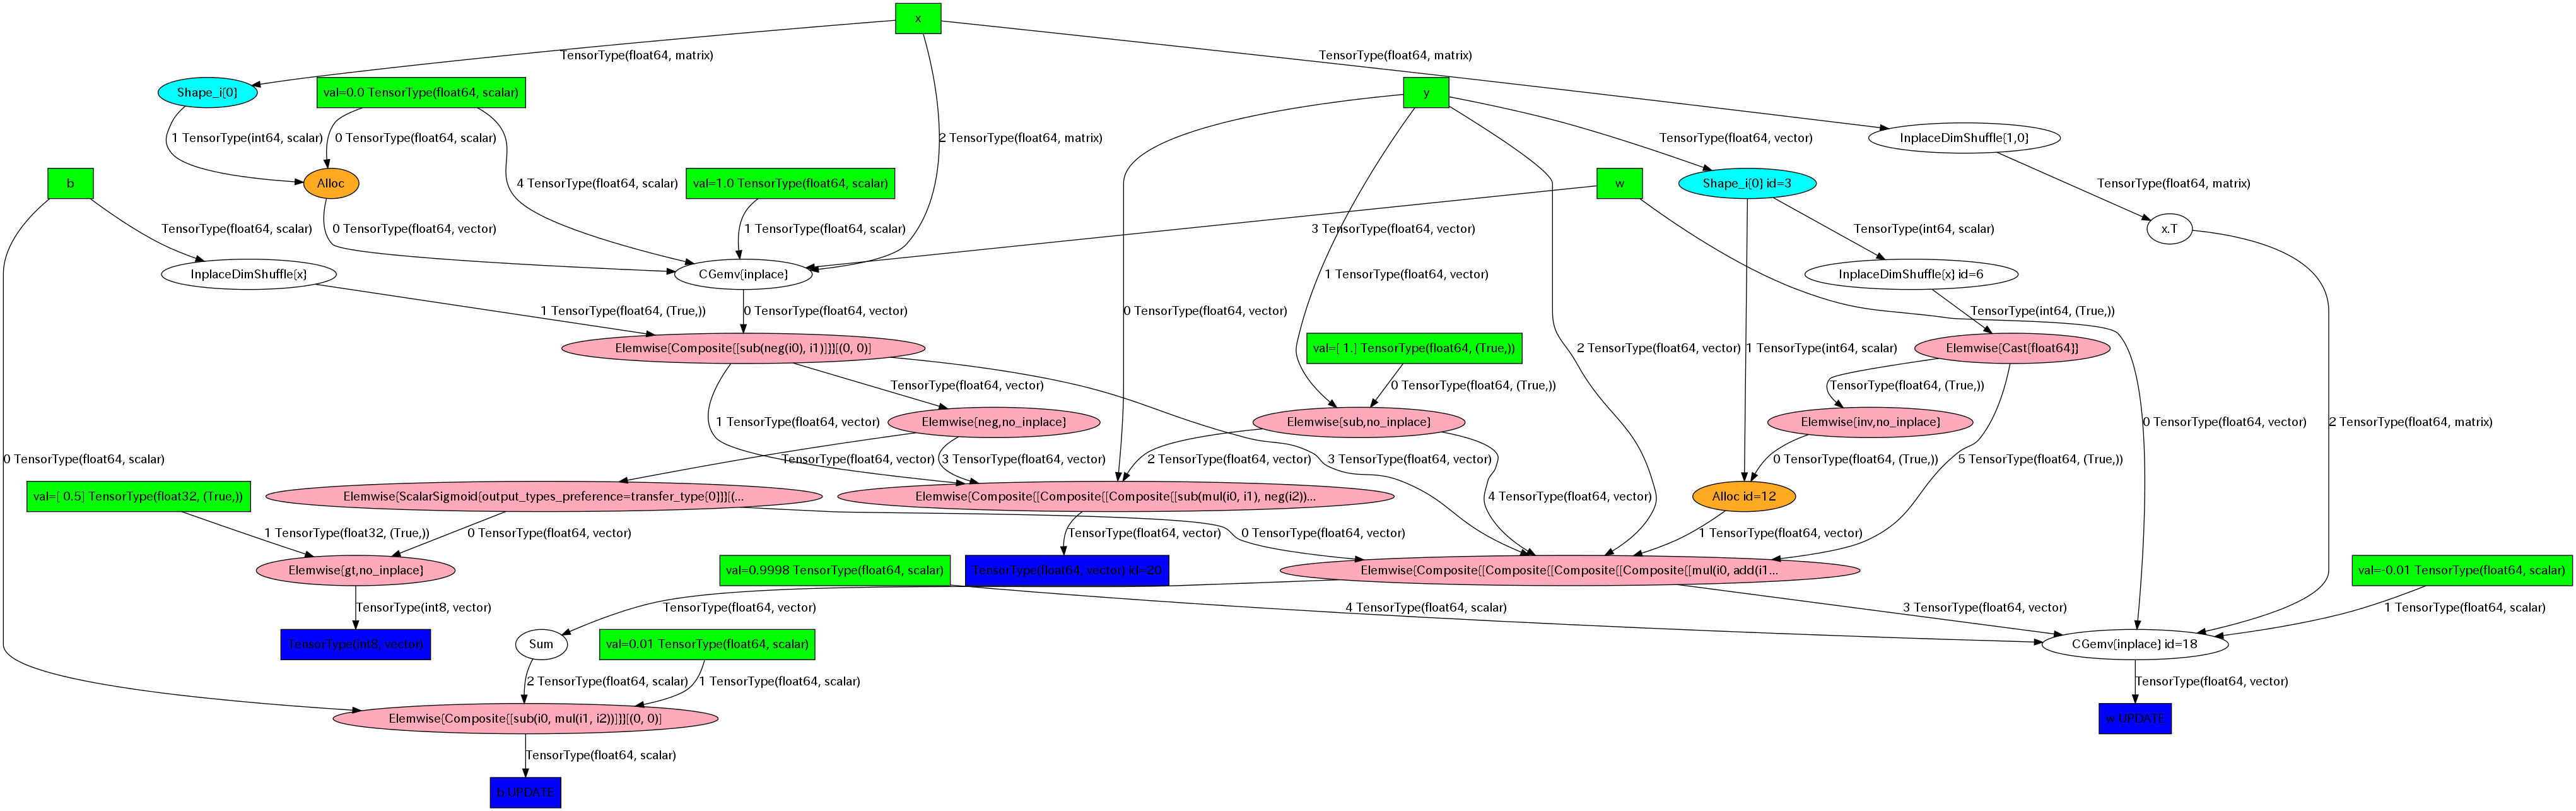 x
TensorType(float64, matrix)
TensorType(float64, matrix)
Shape_i{0}
val=0.0 TensorType(float64, scalar)
y
1 TensorType(int64, scalar)
0 TensorType(float64, scalar)
2 TensorType(float64, matrix)
TensorType(float64, vector)
InplaceDimShuffle{1,0}
b
Alloc
4 TensorType(float64, scalar)
val=1.0 TensorType(float64, scalar)
w
Shape_i{0} id=3
TensorType(float64, matrix)
TensorType(float64, scalar)
0 TensorType(float64, vector)
1 TensorType(float64, scalar)
3 TensorType(float64, vector)
TensorType(int64, scalar)
x.T
InplaceDimShuffle{x}
CGemv{inplace}
1 TensorType(float64, vector)
InplaceDimShuffle{x} id=6
1 TensorType(float64, (True,))
0 TensorType(float64, vector)
0 TensorType(float64, vector)
TensorType(int64, (True,))
Elemwise{Composite{[sub(neg(i0), i1)]}}[(0, 0)]
val=[ 1.] TensorType(float64, (True,))
2 TensorType(float64, vector)
1 TensorType(int64, scalar)
Elemwise{Cast{float64}}
TensorType(float64, vector)
0 TensorType(float64, (True,))
TensorType(float64, (True,))
1 TensorType(float64, vector)
Elemwise{neg,no_inplace}
Elemwise{sub,no_inplace}
Elemwise{inv,no_inplace}
0 TensorType(float64, vector)
2 TensorType(float64, matrix)
0 TensorType(float64, scalar)
TensorType(float64, vector)
3 TensorType(float64, vector)
2 TensorType(float64, vector)
3 TensorType(float64, vector)
0 TensorType(float64, (True,))
5 TensorType(float64, (True,))
val=[ 0.5] TensorType(float32, (True,))
Elemwise{ScalarSigmoid{output_types_preference=transfer_type{0}}}[(...
Elemwise{Composite{[Composite{[Composite{[sub(mul(i0, i1), neg(i2))...
4 TensorType(float64, vector)
Alloc id=12
1 TensorType(float32, (True,))
0 TensorType(float64, vector)
TensorType(float64, vector)
0 TensorType(float64, vector)
1 TensorType(float64, vector)
Elemwise{gt,no_inplace}
val=0.9998 TensorType(float64, scalar)
TensorType(float64, vector) id=20
Elemwise{Composite{[Composite{[Composite{[Composite{[mul(i0, add(i1...
val=-0.01 TensorType(float64, scalar)
TensorType(int8, vector)
TensorType(float64, vector)
4 TensorType(float64, scalar)
3 TensorType(float64, vector)
1 TensorType(float64, scalar)
TensorType(int8, vector)
Sum
val=0.01 TensorType(float64, scalar)
CGemv{inplace} id=18
2 TensorType(float64, scalar)
1 TensorType(float64, scalar)
TensorType(float64, vector)
Elemwise{Composite{[sub(i0, mul(i1, i2))]}}[(0, 0)]
w UPDATE
TensorType(float64, scalar)
b UPDATE